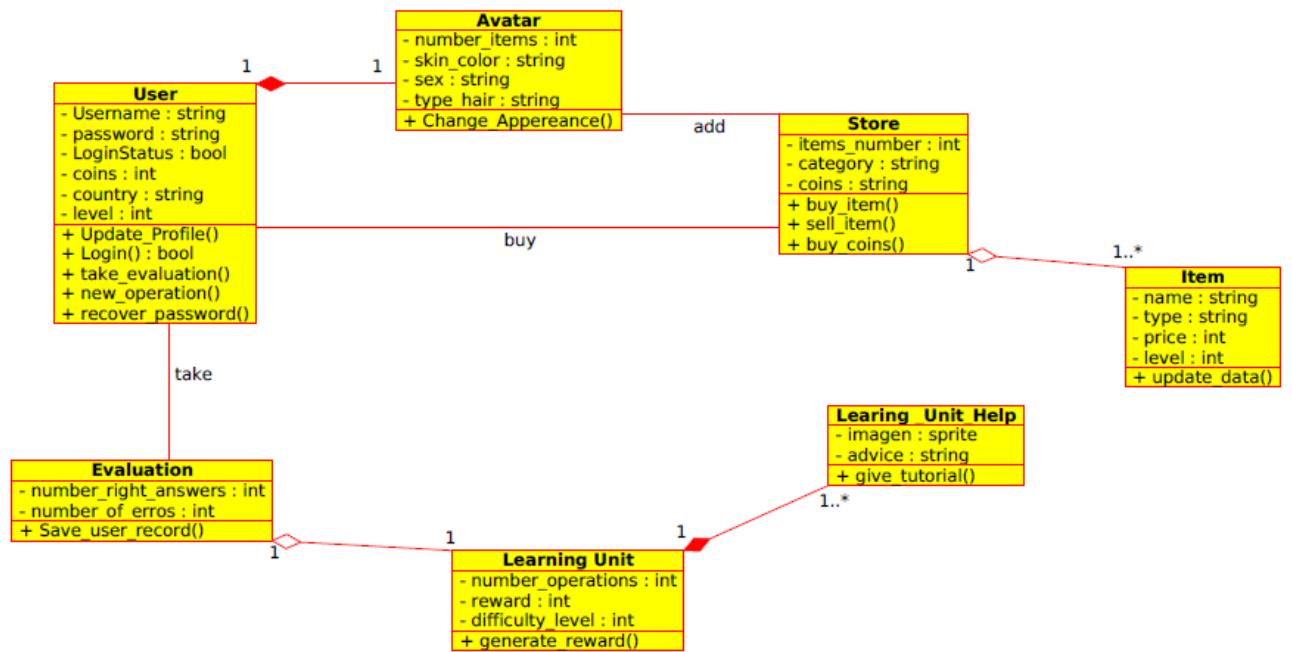 Avatar
- number_items : int
- skin_color : string
- sex : string
- type_hair : string
+ Change_Appereance()
1
1
User
- Username : string
- password : string
- LoginStatus : bool
- coins : int
- country : string
- level : int
+ Update_Profile()
+ Login() : bool
+ take_evaluation()
+ new_operation()
+ recover_password()
add
Store
- items_number : int
- category : string
- coins : string
+ buy_item()
+ sell_item()
+ buy_coins()
buy
1
1..*
Item
- name : string
- type : string
- price : int
- level : int
+ update_data()
take
Learing _Unit_Help
- imagen : sprite
- advice : string
+ give_tutorial()
1..*
Evaluation
- number_right_answers : int
- number_of_erros : int
+ Save_user_record()
1
1
1
Learning Unit
- number_operations : int
- reward : int
- difficulty_level : int
+ generate_reward()